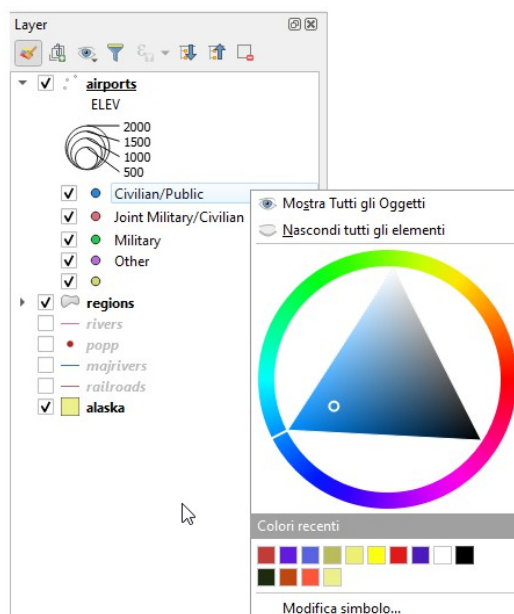 Layer
airports
ELEV
2000
1500
1000
500
Civilian/Public
Joint Military/Civilian
Military
Other
regions
rivers
popp
majrivers
railroads
alaska
Mostra Tutti gli Oggetti
Nascondi tutti gli elementi
Colori recenti
Modifica simbolo...